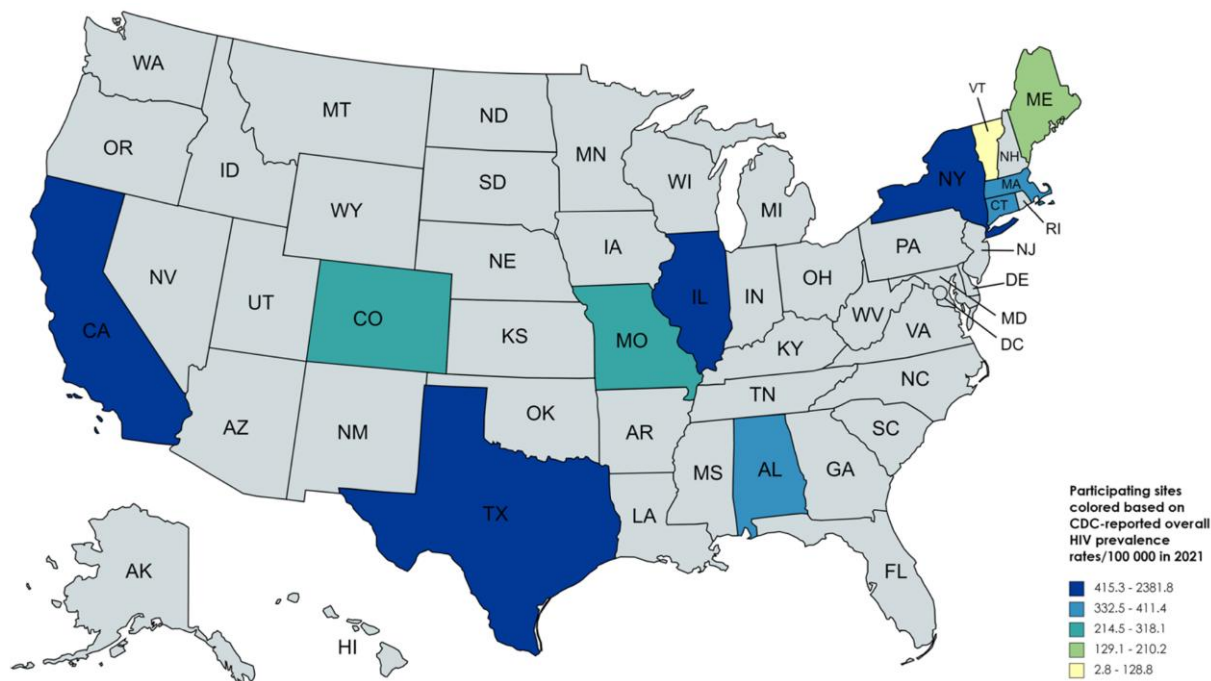 WA
MT
ND
MN
VT
ME
OR
ID
SD
WI
MI
NY
NH
MA
CT
RI
WY
IA
PA
NJ
NV
NE
IL
IN
OH
DE
UT
CO
MO
WV
VA
MD
DC
CA
KS
KY
NC
TN
AZ
NM
OK
AR
SC
MS
AL
GA
TX
LA
FL
AK
HI
Participating sites
colored based on
CDC-reported overall
HIV prevalence
rates/100 000 in 2021
415.3 - 2381.8
332.5 - 411.4
214.5 - 318.1
129.1 - 210.2
2.8 - 128.8